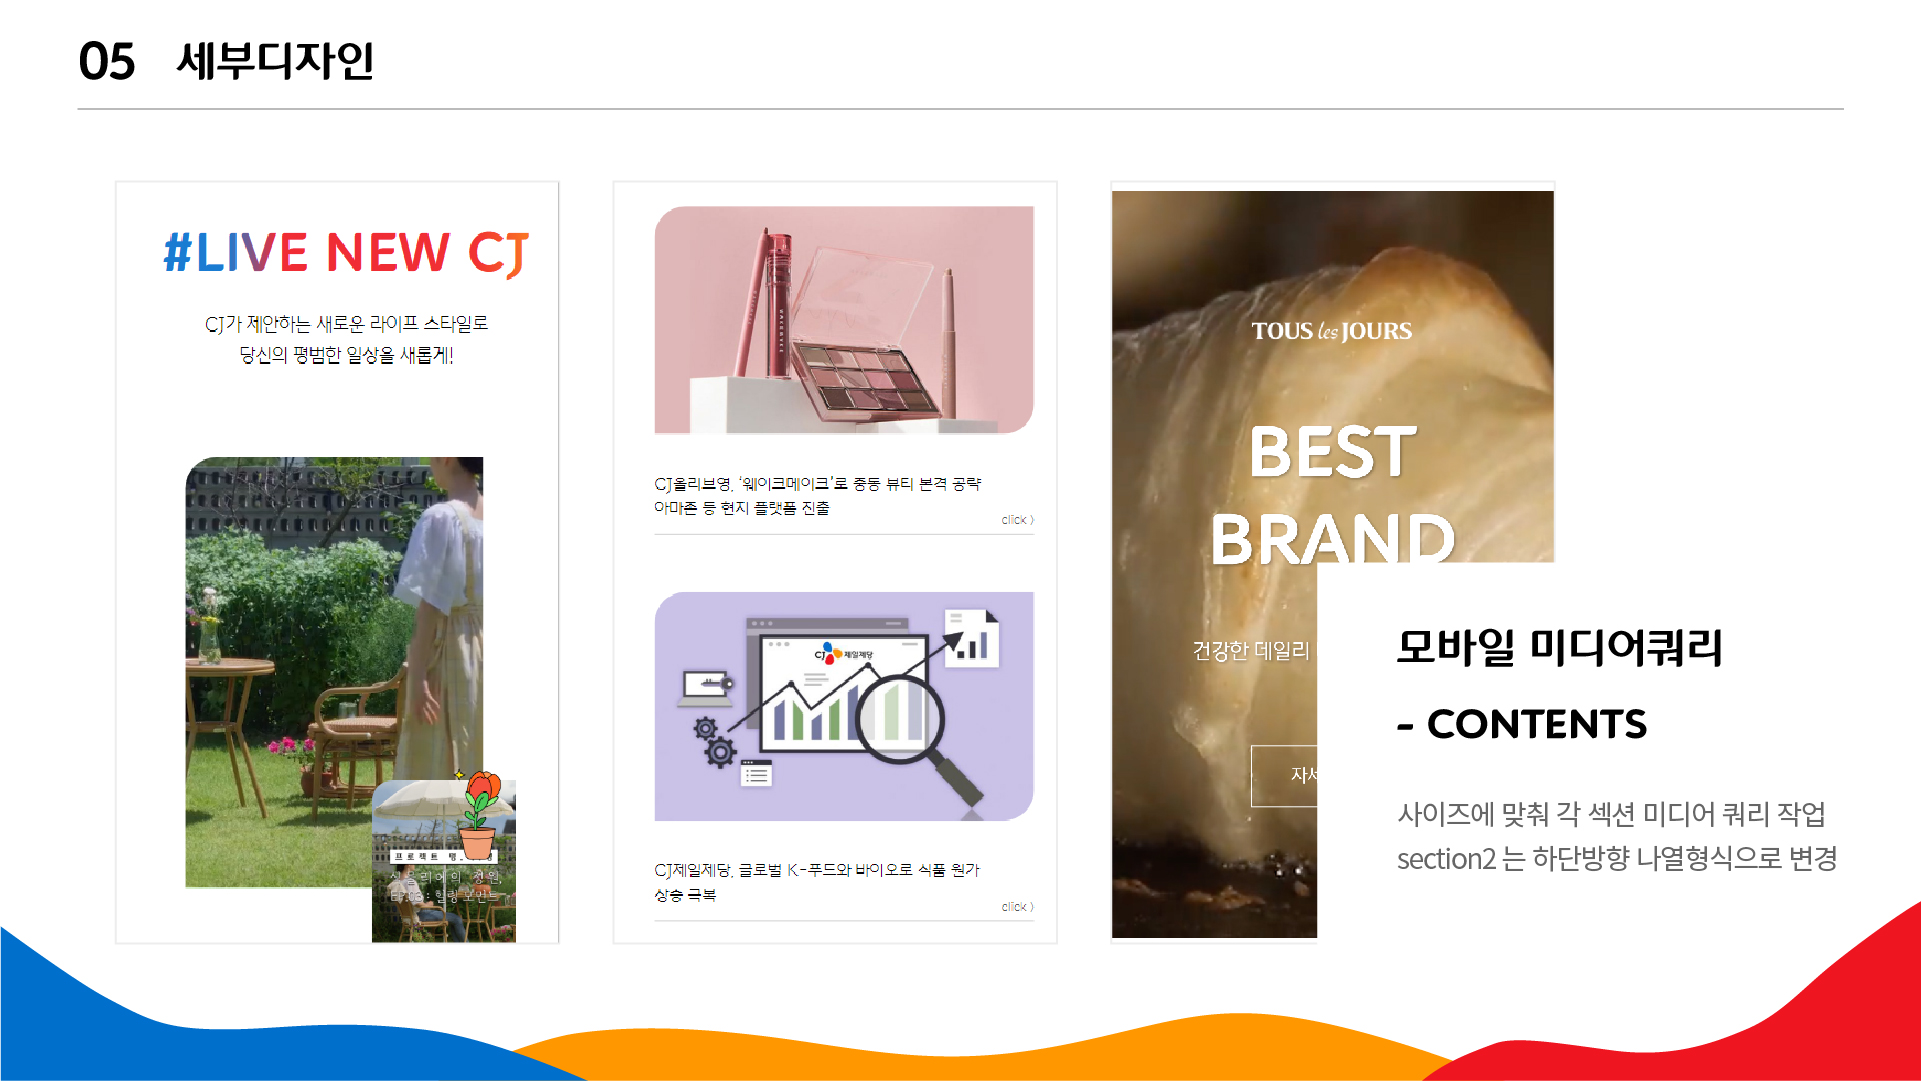 05 세부디자인
#LIVE NEW CJ
CJ가 제안하는 새로운 라이프 스타일로
당신의 평범한 일상을 새롭게!
프로젝트
식물리에의 정원,
EP.03 : 힐링 모먼트
CJ올리브영, ‘웨이크메이크’로 중동 뷰티 본격 공략
아마존 등 현지 플랫폼 진출
click 〉
CJ 제일제당
CJ제일제당, 글로벌 K-푸드와 바이오로 식품 원가
상승 극복
click 〉
TOUS les JOURS
BEST
BRAND
건강한 데일리
자세
모바일 미디어쿼리
- CONTENTS
사이즈에 맞춰 각 섹션 미디어 쿼리 작업
section2 는 하단방향 나열형식으로 변경